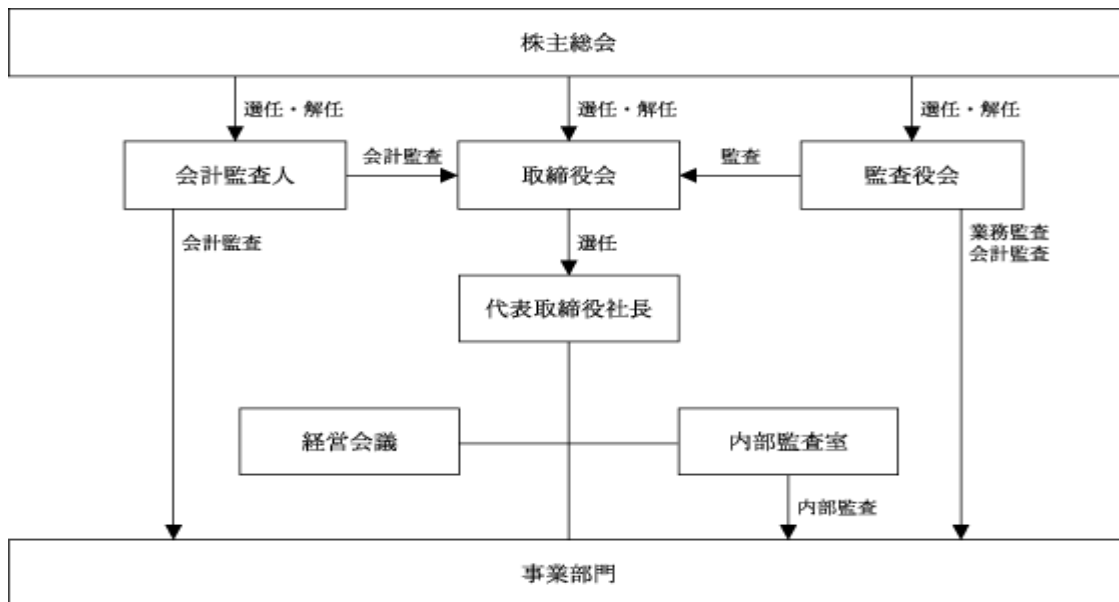 株主総会
選任・解任
選任・解任
選任・解任
会計監査人
会計監査
取締役会
監査
監査役会
会計監査
選任
業務監査
会計監査
代表取締役社長
経営会議
内部監査室
内部監査
事業部門